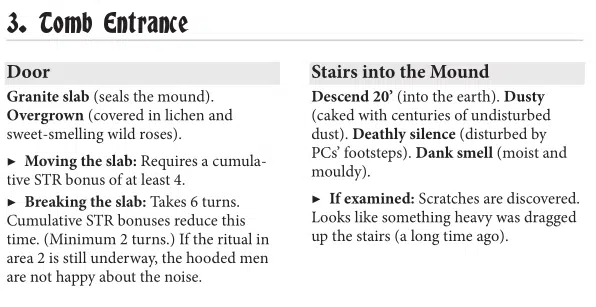 3. Tomb Entrance
Door
Granite slab (seals the mound).
Overgrown (covered in lichen and
sweet-smelling wild roses).
► Moving the slab: Requires a cumula-
tive STR bonus of at least 4.
► Breaking the slab: Takes 6 turns.
Cumulative STR bonuses reduce this
time. (Minimum 2 turns.) If the ritual in
area 2 is still underway, the hooded men
are not happy about the noise.
Stairs into the Mound
Descend 20’ (into the earth). Dusty
(caked with centuries of undisturbed
dust). Deathly silence (disturbed by
PCs’ footsteps). Dank smell (moist and
mouldy).
► If examined: Scratches are discovered.
Looks like something heavy was dragged
up the stairs (a long time ago).